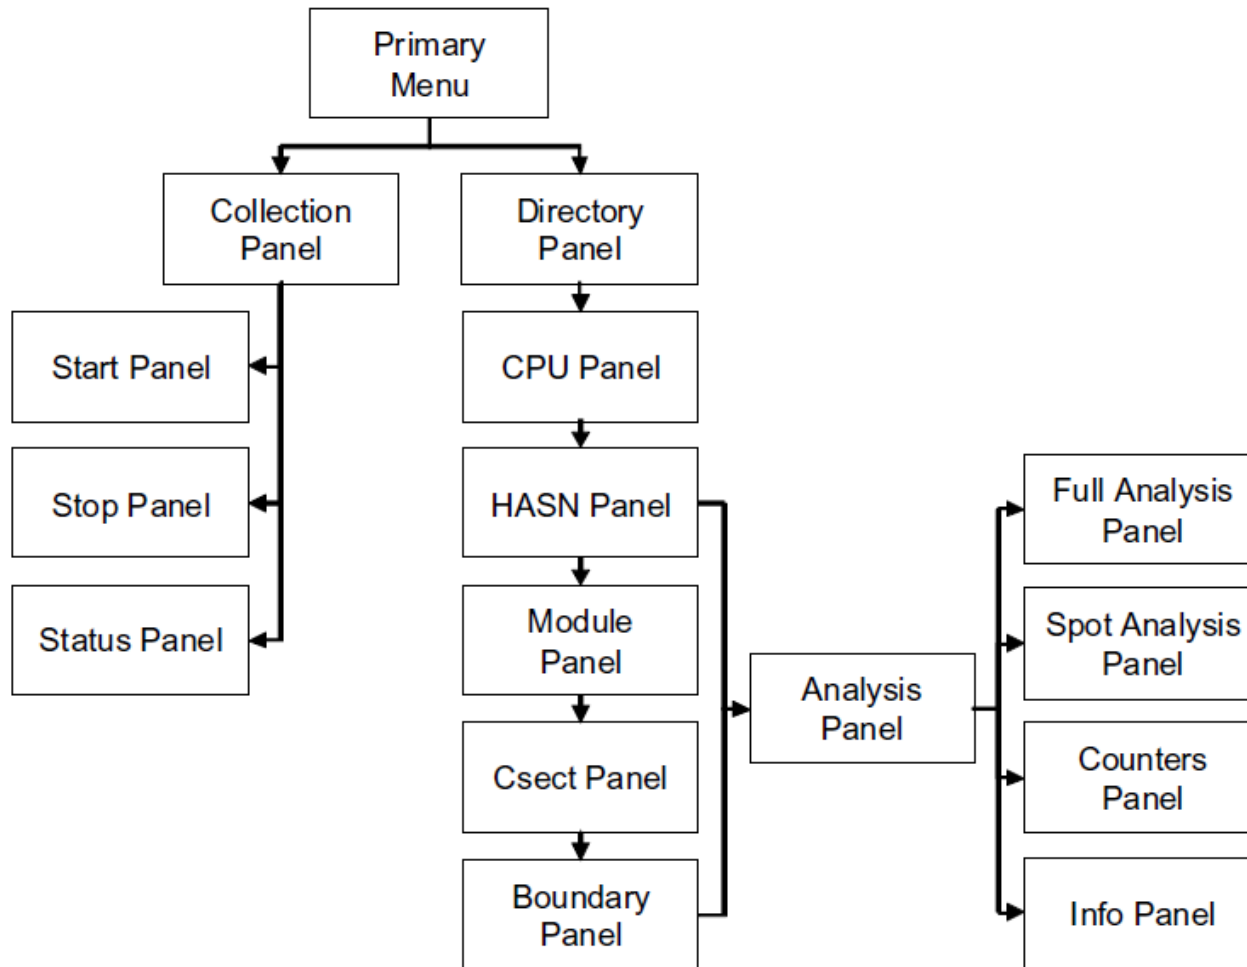 Primary
Menu
Collection
Panel
Directory
Panel
Start Panel
CPU Panel
Stop Panel
HASN Panel
Full Analysis
Panel
Status Panel
Module
Panel
Spot Analysis
Panel
Analysis
Panel
Csect Panel
Counters
Panel
Boundary
Panel
Info Panel